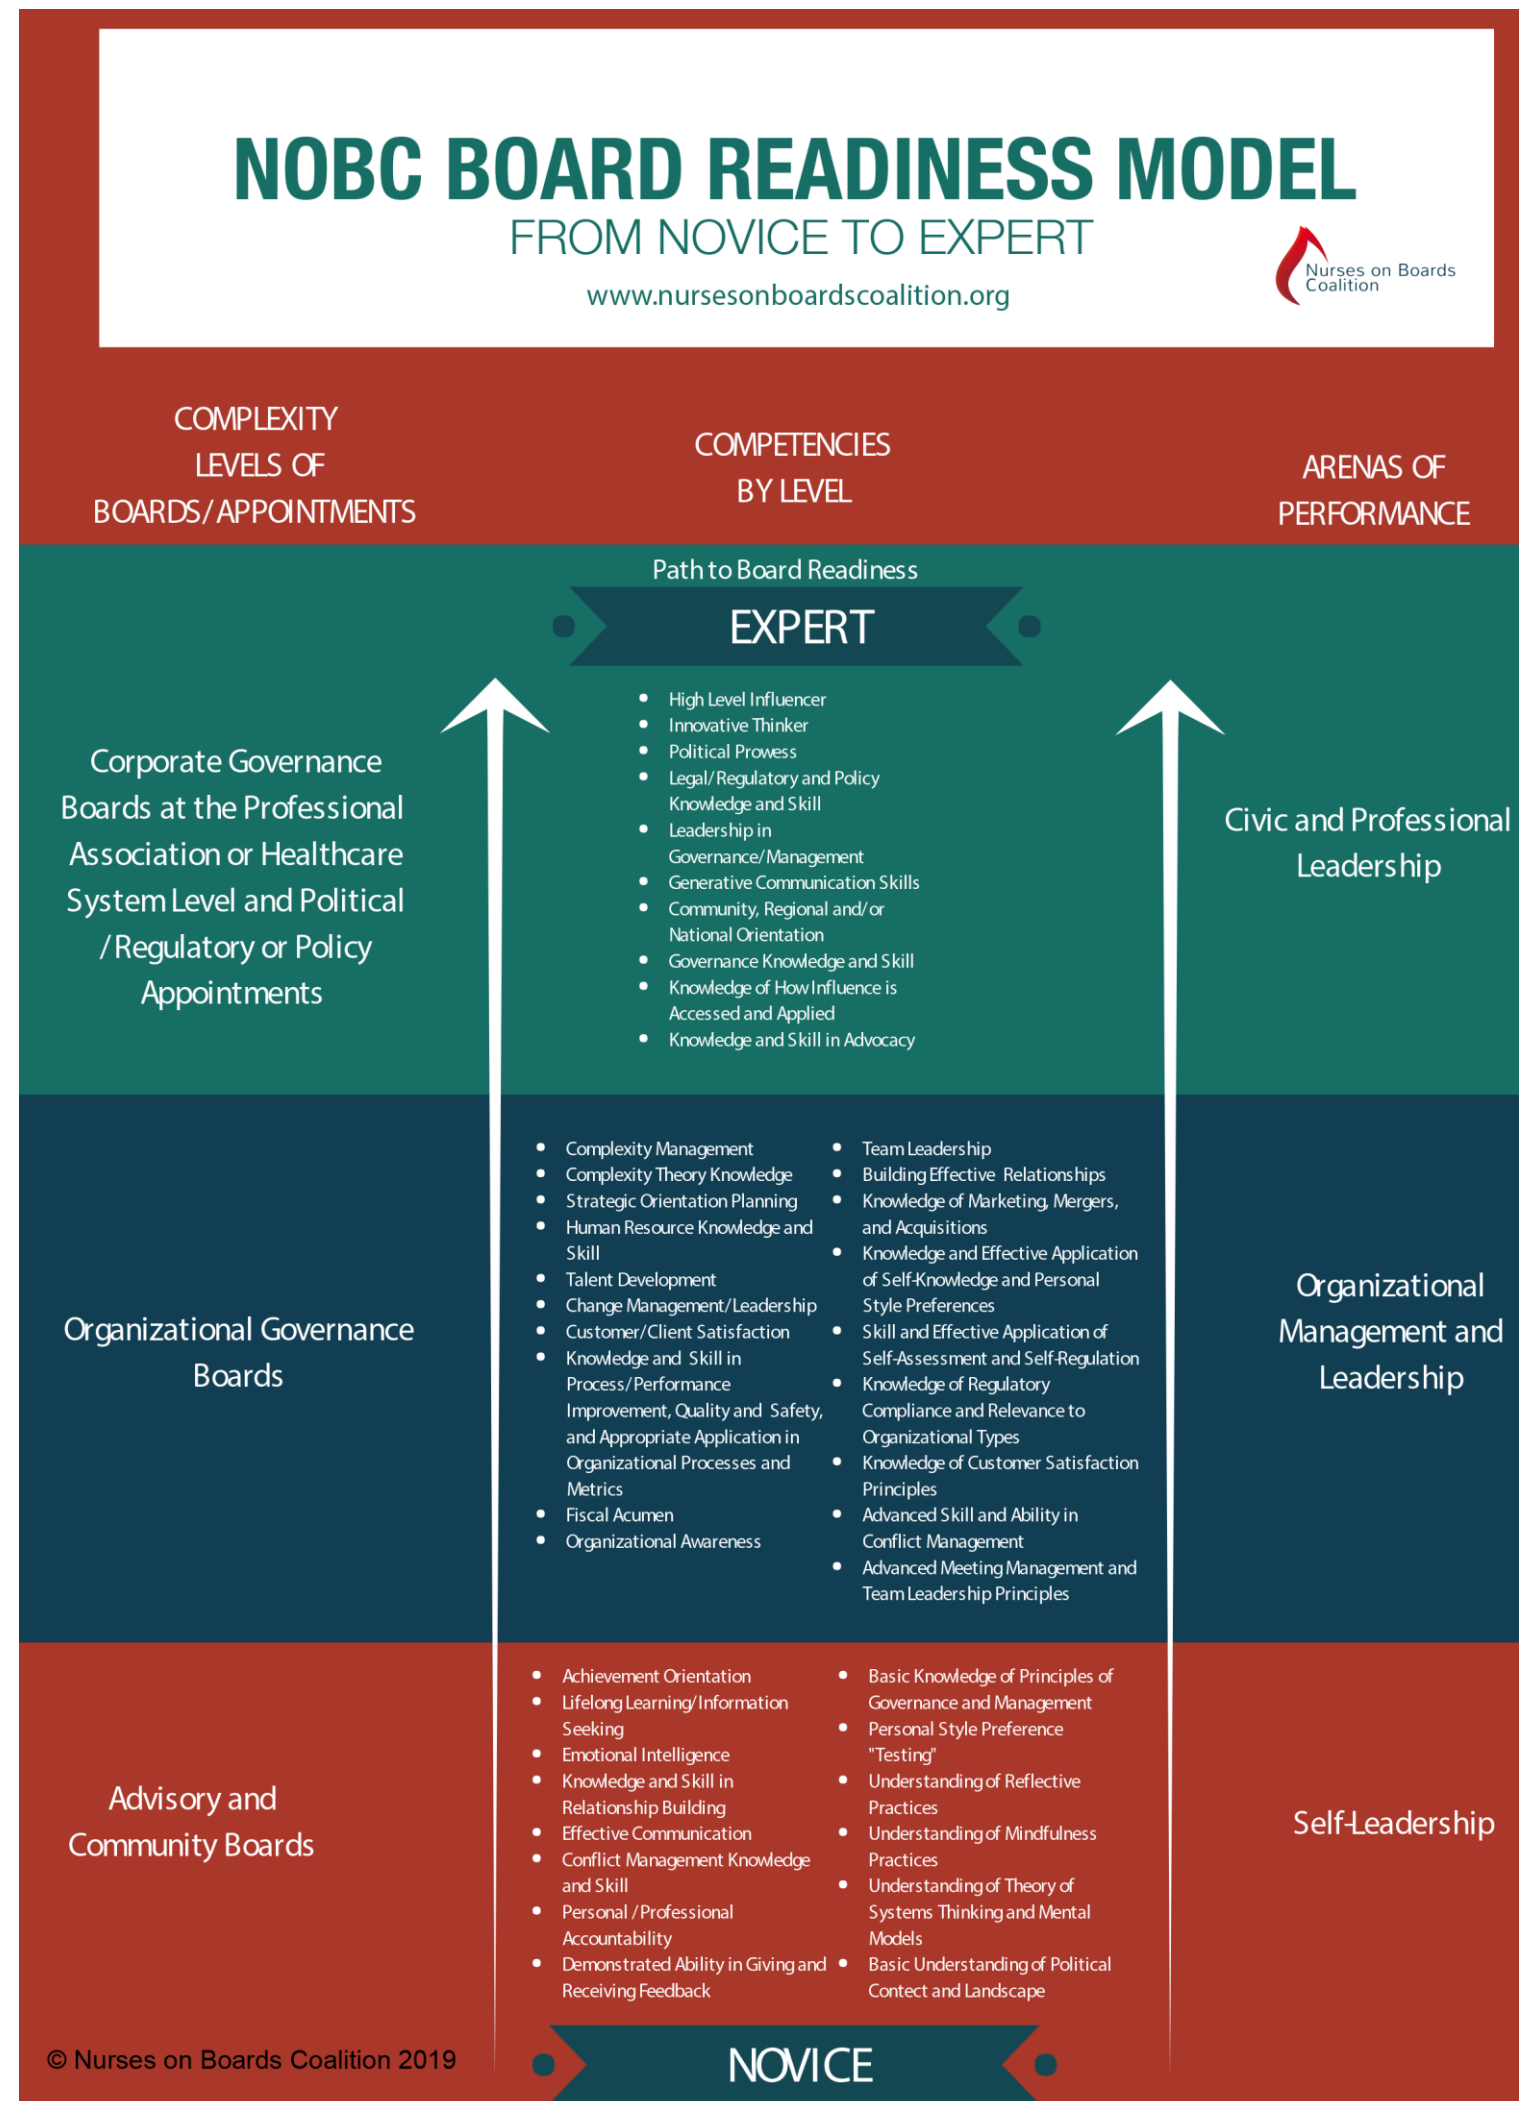 NOBC BOARD READINESS MODEL
FROM NOVICE TO EXPERT
www.nursesonboardscoalition.org
Nurses on Boards
Coalition
COMPLEXITY
LEVELS OF
BOARDS/APPOINTMENTS
COMPETENCIES
BY LEVEL
ARENAS OF
PERFORMANCE
Path to Board Readiness
EXPERT
Corporate Governance
Boards at the Professional
Association or Healthcare
System Level and Political
/Regulatory or Policy
Appointments
• High Level Influencer
• Innovative Thinker
• Political Prowess
• Legal/Regulatory and Policy
Knowledge and Skill
• Leadership in
Governance/Management
• Generative Communication Skills
• Community, Regional and/or
National Orientation
• Governance Knowledge and Skill
• Knowledge of How Influence is
Accessed and Applied
• Knowledge and Skill in Advocacy
Civic and Professional
Leadership
Organizational Governance
Boards
• Complexity Management
• Complexity Theory Knowledge
• Strategic Orientation Planning
• Human Resource Knowledge and
Skill
• Talent Development
• Change Management/Leadership
• Customer/Client Satisfaction
• Knowledge and Skill in
Process/Performance
Improvement, Quality and Safety,
and Appropriate Application in
Organizational Processes and
Metrics
• Fiscal Acumen
• Organizational Awareness
• Team Leadership
• Building Effective Relationships
• Knowledge of Marketing, Mergers,
and Acquisitions
• Knowledge and Effective Application
of Self-Knowledge and Personal
Style Preferences
• Skill and Effective Application of
Self-Assessment and Self-Regulation
• Knowledge of Regulatory
Compliance and Relevance to
Organizational Types
• Knowledge of Customer Satisfaction
Principles
• Advanced Skill and Ability in
Conflict Management
• Advanced Meeting Management and
Team Leadership Principles
Organizational
Management and
Leadership
Advisory and
Community Boards
• Achievement Orientation
• Lifelong Learning/Information
Seeking
• Emotional Intelligence
• Knowledge and Skill in
Relationship Building
• Effective Communication
• Conflict Management Knowledge
and Skill
• Personal /Professional
Accountability
• Demonstrated Ability in Giving and
Receiving Feedback
• Basic Knowledge of Principles of
Governance and Management
• Personal Style Preference
"Testing"
• Understanding of Reflective
Practices
• Understanding of Mindfulness
Practices
• Understanding of Theory of
Systems Thinking and Mental
Models
• Basic Understanding of Political
Contect and Landscape
Self-Leadership
© Nurses on Boards Coalition 2019
NOVICE